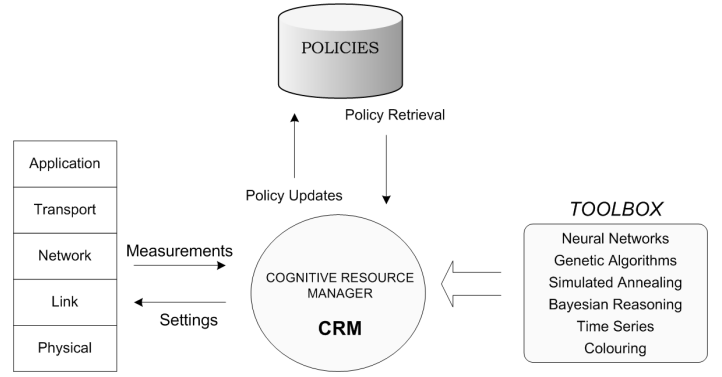 POLICIES
Policy Retrieval
Policy Updates
Application
Transport
Network
Link
Physical
Measurements
Settings
COGNITIVE RESOURCE
MANAGER
CRM
TOOLBOX
Neural Networks
Genetic Algorithms
Simulated Annealing
Bayesian Reasoning
Time Series
Colouring